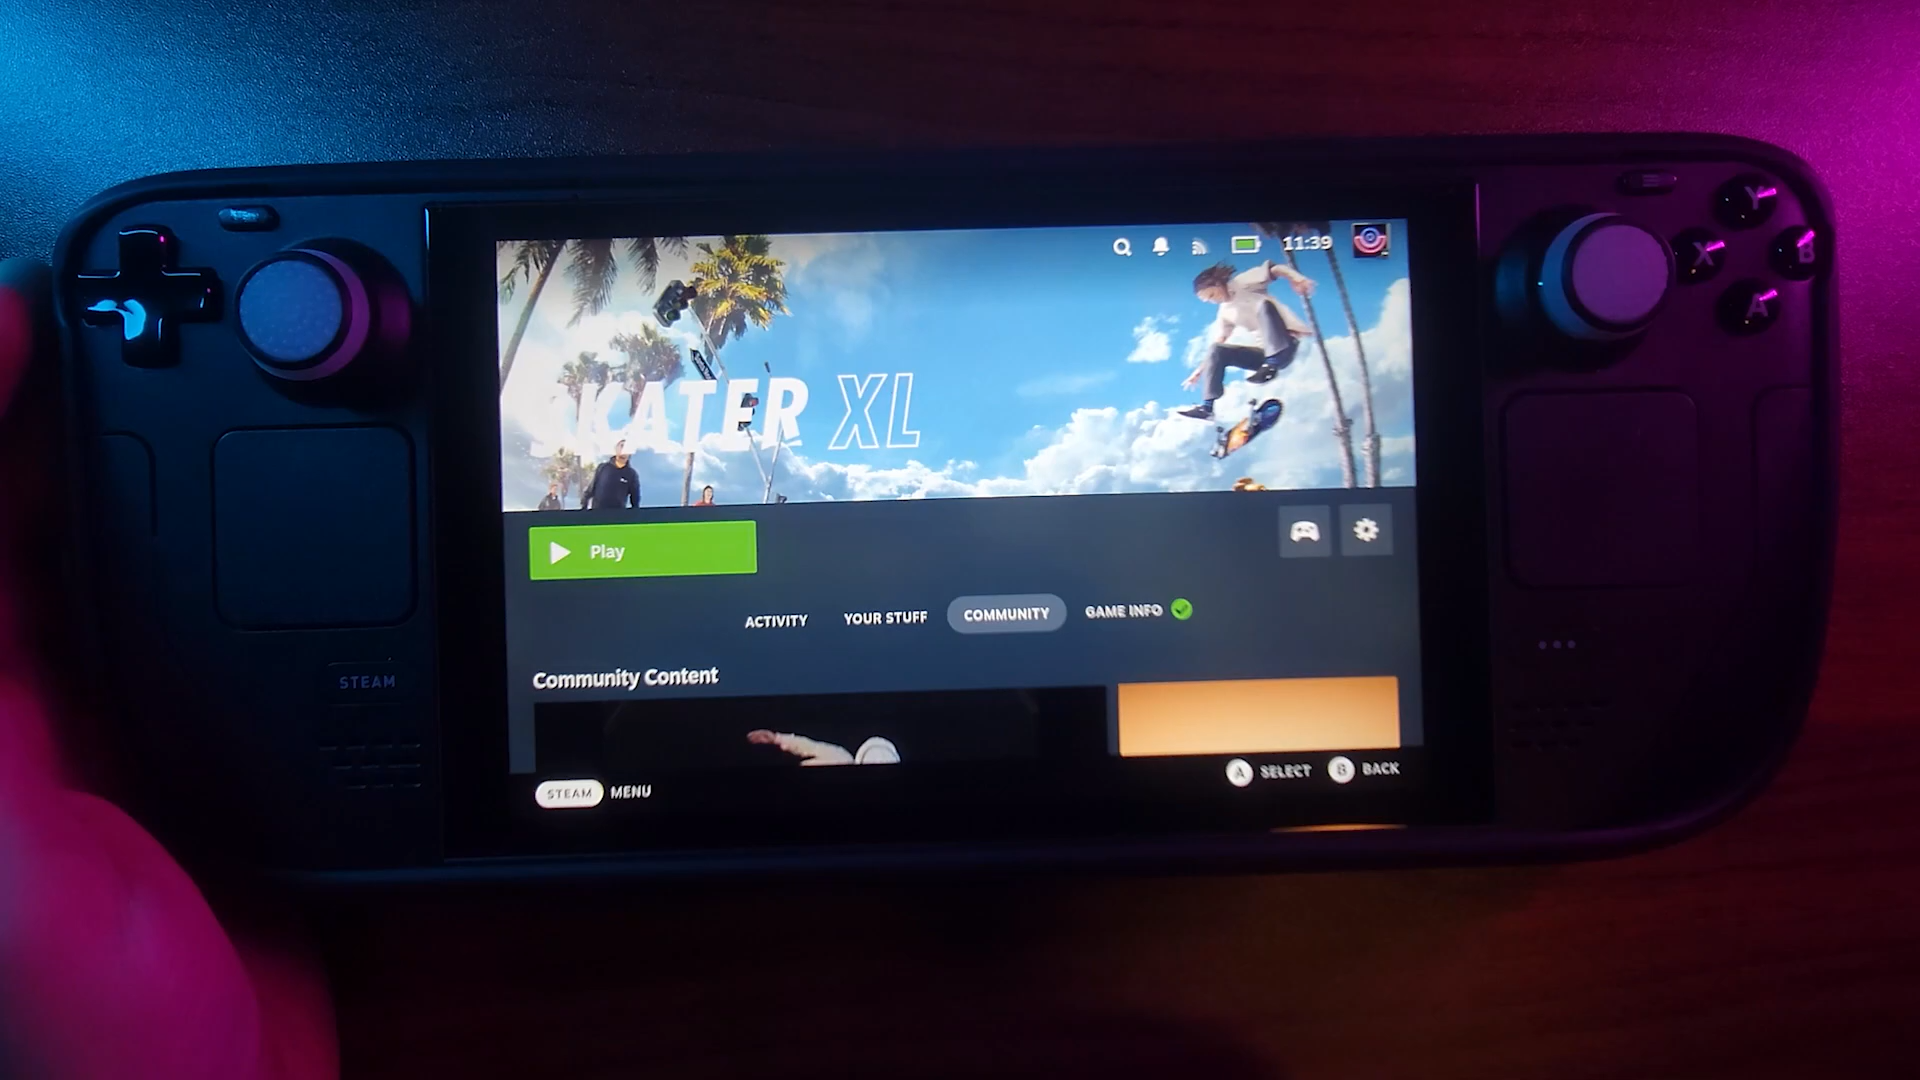 11:39
SKATER XL
Play
ACTIVITY YOUR STUFF COMMUNITY GAME INFO
Community Content
STEAM MENU
A SELECT B BACK
STEAM
Y
X
B
A